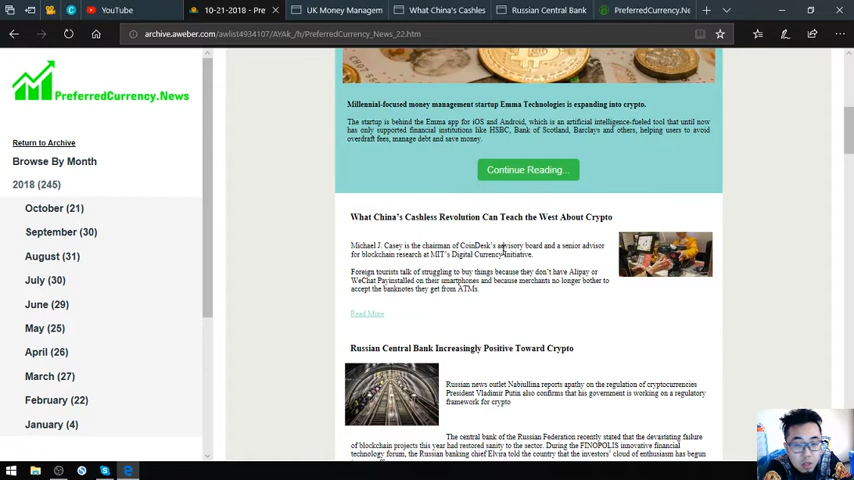 YouTube
10-21-2018 - Pre
UK Money Managem
What China's Cashles
Russian Central Bank
PreferredCurrency.Ne
archive.aweber.com/awlist4934107/AYAk_/h/PreferredCurrency_News_22.htm
PreferredCurrency.News
Return to Archive
Browse By Month
2018 (245)
October (21)
September (30)
August (31)
July (30)
June (29)
May (25)
April (26)
March (27)
February (22)
January (4)
Millennial-focused money management startup Emma Technologies is expanding into crypto.
The startup is behind the Emma app for iOS and Android, which is an artificial intelligence-fueled tool that until now
has only supported financial institutions like HSBC, Bank of Scotland, Barclays and others, helping users to avoid
overdraft fees, manage debt and save money.
Continue Reading...
What China's Cashless Revolution Can Teach the West About Crypto
Michael J. Casey is the chairman of CoinDesk's advisory board and a senior advisor
for blockchain research at MIT's Digital Currency Initiative.
Foreign tourists talk of struggling to buy things because they don't have Alipay or
WeChat Payinstalled on their smartphones and because merchants no longer bother to
accept the banknotes they get from ATMs.
Read More
Russian Central Bank Increasingly Positive Toward Crypto
Russian news outlet Nabiullina reports apathy on the regulation of cryptocurrencies
President Vladimir Putin also confirms that his government is working on a regulatory
framework for crypto
The central bank of the Russian Federation recently stated that the devastating failure
of blockchain projects this year had restored sanity to the sector. During the FINOPOLIS innovative financial
technology forum, the Russian banking chief Elvira told the country that the investors' cloud of enthusiasm has begun